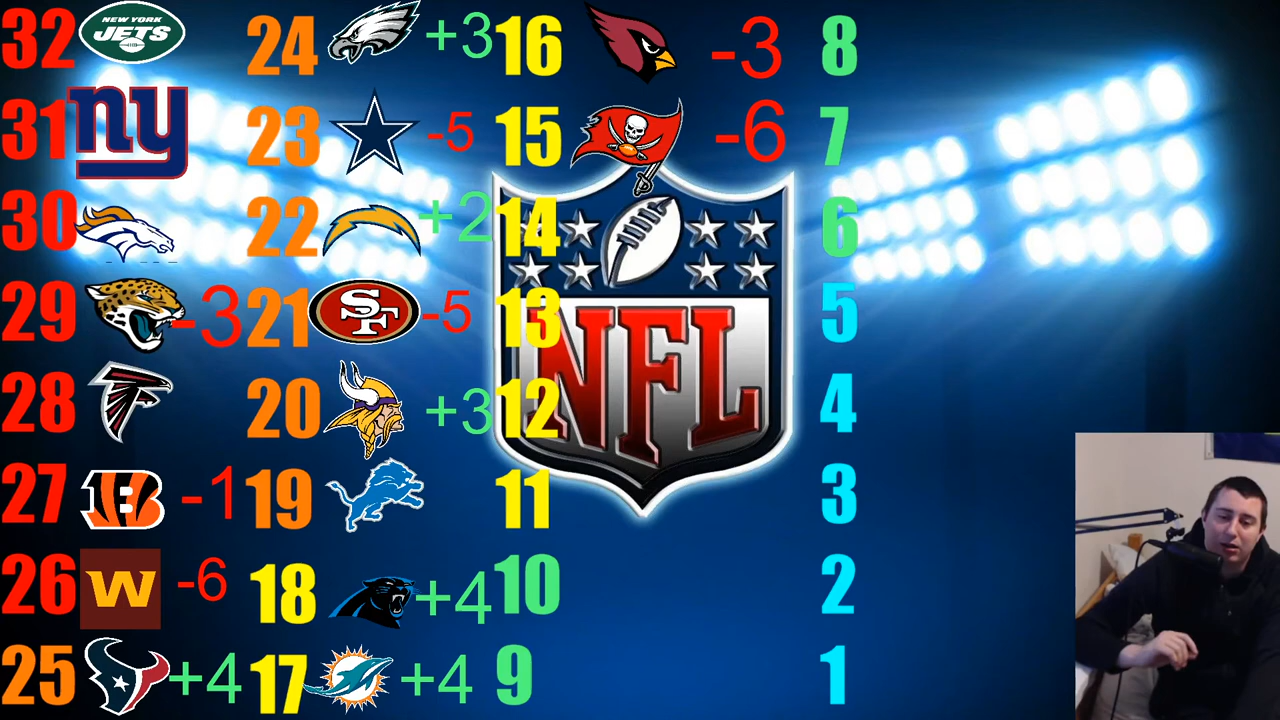 32 NEW YORK JETS 24 +3 16 -3 8
31 ny 23 -5 15 -6 7
30 22 +2 14 6
29 -3 21 SF -5 13 5
NFL
28 20 +3 12 4
27 B -1 19 11 3
26 W -6 18 +4 10 2
25 +4 17 +4 9 1